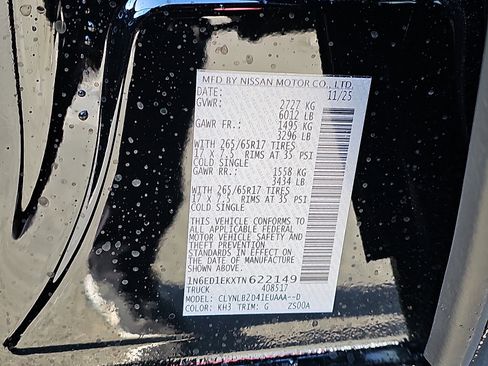 MFD BY NISSAN MOTOR CO., LTD.
DATE: 11/25
GVWR: 2727 KG
6012 LB
GAWR FR.: 1495 KG
3296 LB
WITH 265/65R17 TIRES
17 X 7.5 RIMS AT 35 PSI
COLD SINGLE
GAWR RR.: 1558 KG
3434 LB
WITH 265/65R17 TIRES
17 X 7.5 RIMS AT 35 PSI
COLD SINGLE
THIS VEHICLE CONFORMS TO
ALL APPLICABLE FEDERAL
MOTOR VEHICLE SAFETY AND
THEFT PREVENTION
STANDARDS IN EFFECT ON
THE DATE OF MANUFACTURE
SHOWN ABOVE.
1N6ED1EKXTN622149
TRUCK 408517
MODEL: CLYNLBZD41EUAAA--D
COLOR: KH3 TRIM: G ZS00A